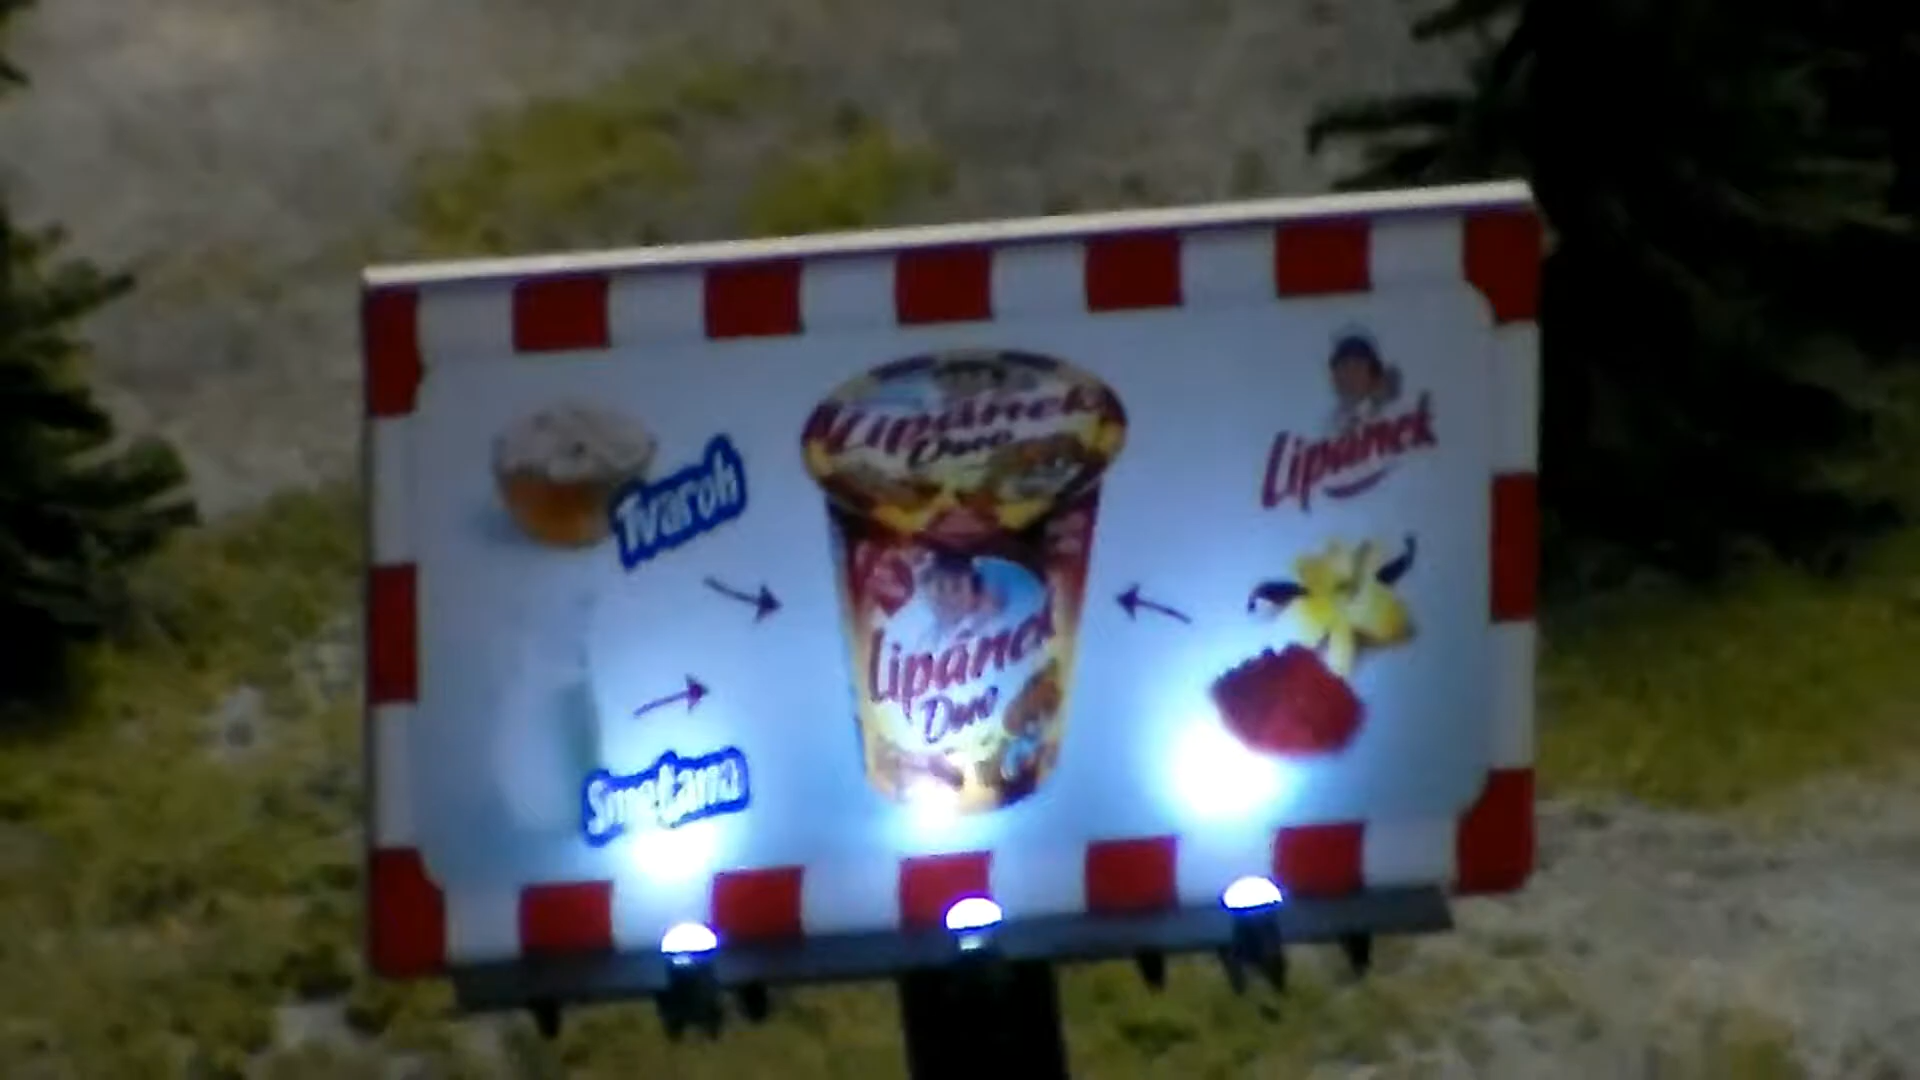 Lipánek
Duo
Lipánek
Tvaroh
Lipánek
Duo
Smetana